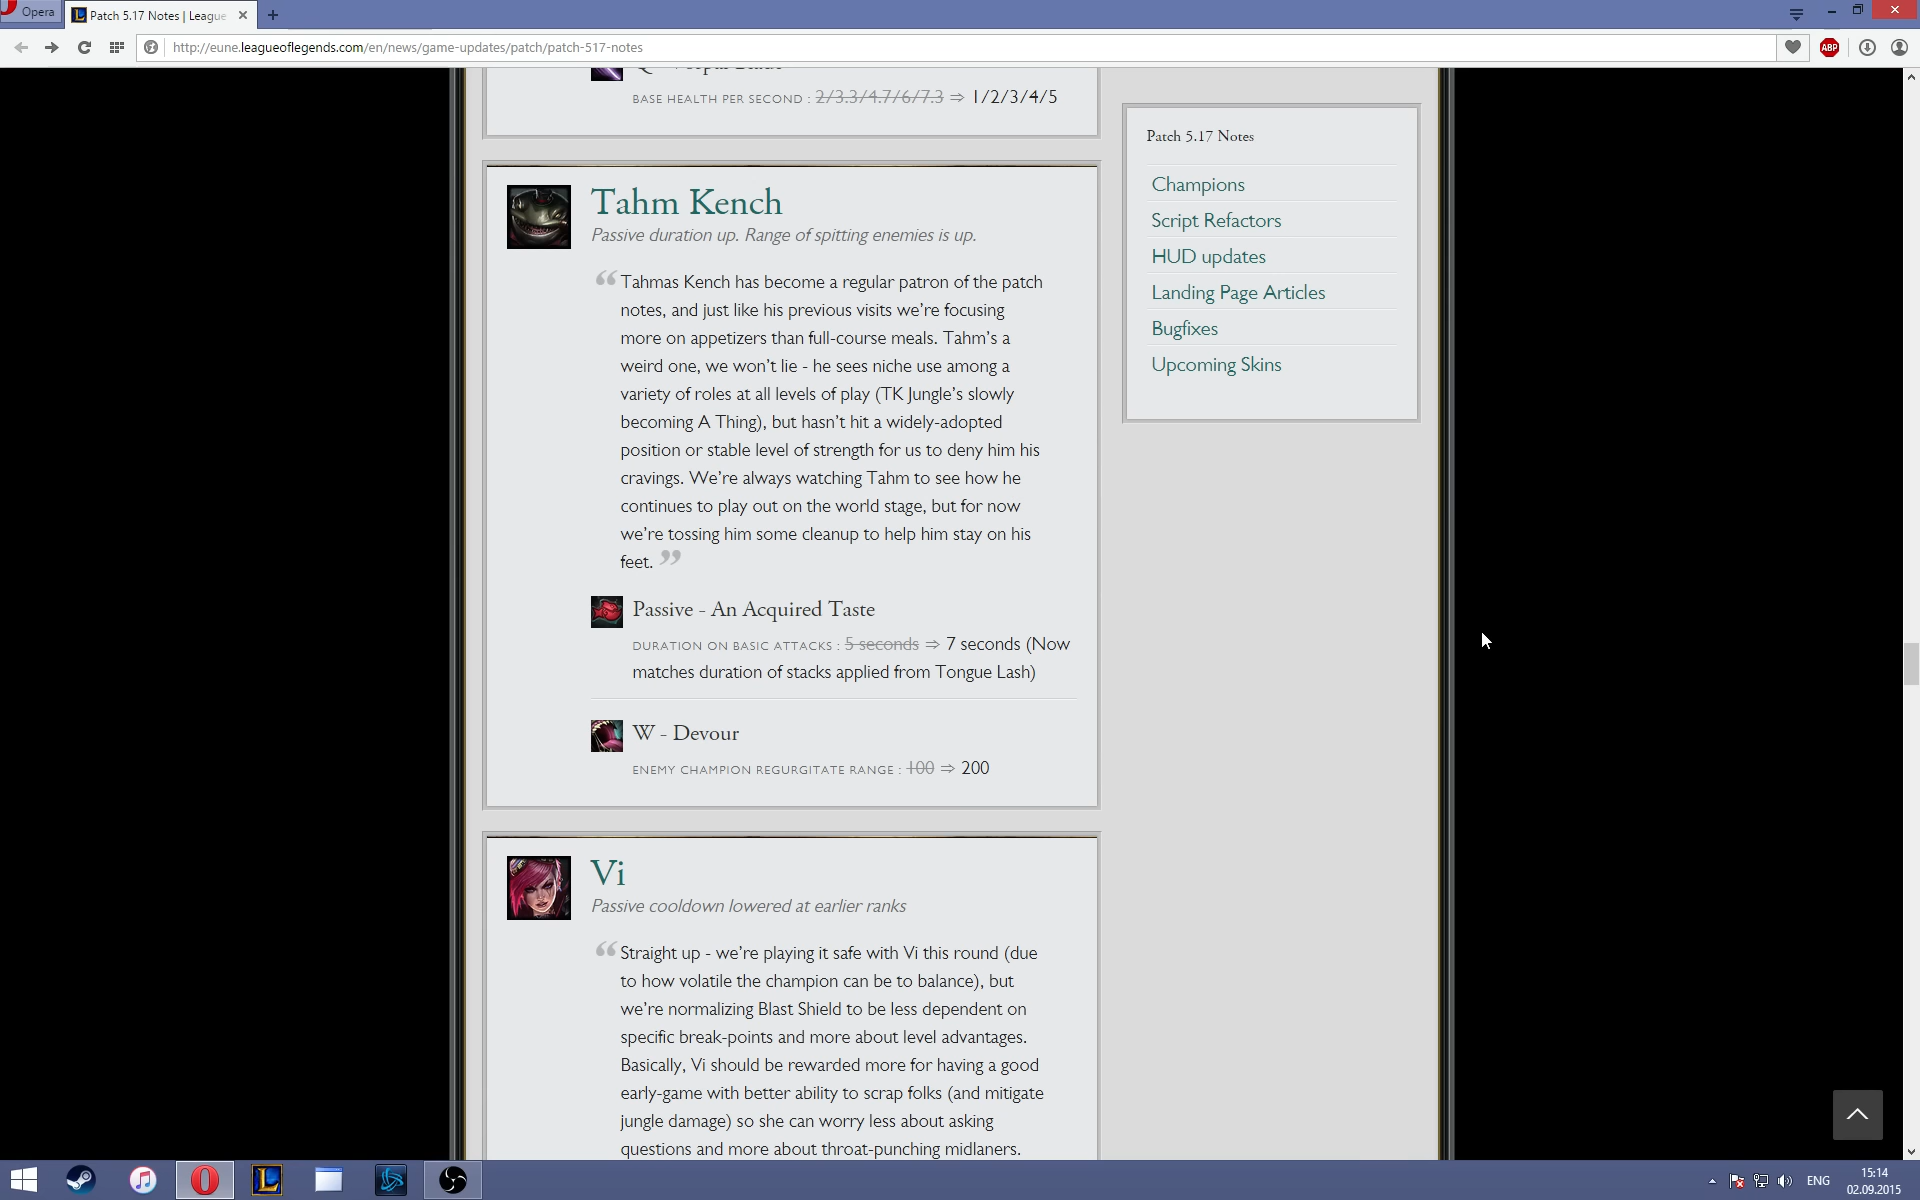 Opera
Patch 5.17 Notes | League
http://eune.leagueoflegends.com/en/news/game-updates/patch/patch-517-notes
ABP
BASE HEALTH PER SECOND : 2/3.3/4.7/6/7.3 ⇒ 1/2/3/4/5
Tahm Kench
Passive duration up. Range of spitting enemies is up.
“Tahmas Kench has become a regular patron of the patch
notes, and just like his previous visits we’re focusing
more on appetizers than full-course meals. Tahm’s a
weird one, we won’t lie - he sees niche use among a
variety of roles at all levels of play (TK Jungle’s slowly
becoming A Thing), but hasn’t hit a widely-adopted
position or stable level of strength for us to deny him his
cravings. We’re always watching Tahm to see how he
continues to play out on the world stage, but for now
we’re tossing him some cleanup to help him stay on his
feet. ”
Passive - An Acquired Taste
DURATION ON BASIC ATTACKS : 5 seconds ⇒ 7 seconds (Now
matches duration of stacks applied from Tongue Lash)
W - Devour
ENEMY CHAMPION REGURGITATE RANGE : 100 ⇒ 200
Vi
Passive cooldown lowered at earlier ranks
“Straight up - we’re playing it safe with Vi this round (due
to how volatile the champion can be to balance), but
we’re normalizing Blast Shield to be less dependent on
specific break-points and more about level advantages.
Basically, Vi should be rewarded more for having a good
early-game with better ability to scrap folks (and mitigate
jungle damage) so she can worry less about asking
questions and more about throat-punching midlaners.
Patch 5.17 Notes
Champions
Script Refactors
HUD updates
Landing Page Articles
Bugfixes
Upcoming Skins
ENG
15:14
02.09.2015